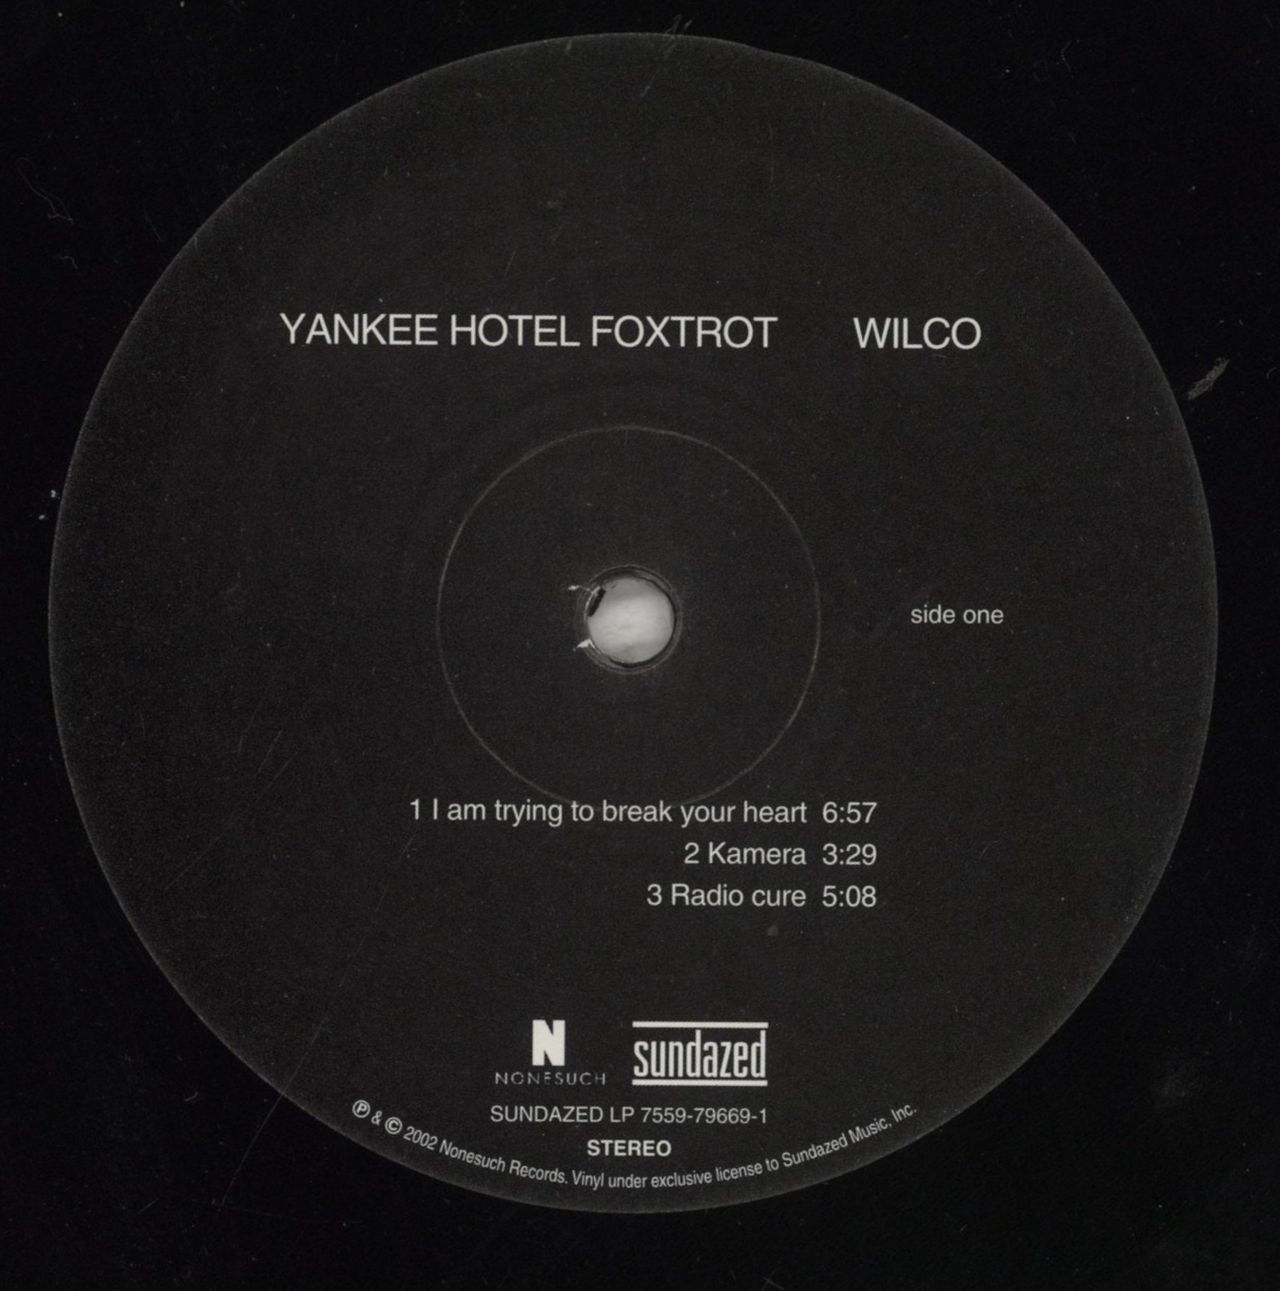 YANKEE HOTEL FOXTROT WILCO
side one
1 I am trying to break your heart 6:57
2 Kamera 3:29
3 Radio cure 5:08
N
NONESUCH
sundazed
SUNDAZED LP 7559-79669-1
STEREO
℗ & © 2002 Nonesuch Records. Vinyl under exclusive license to Sundazed Music, Inc.